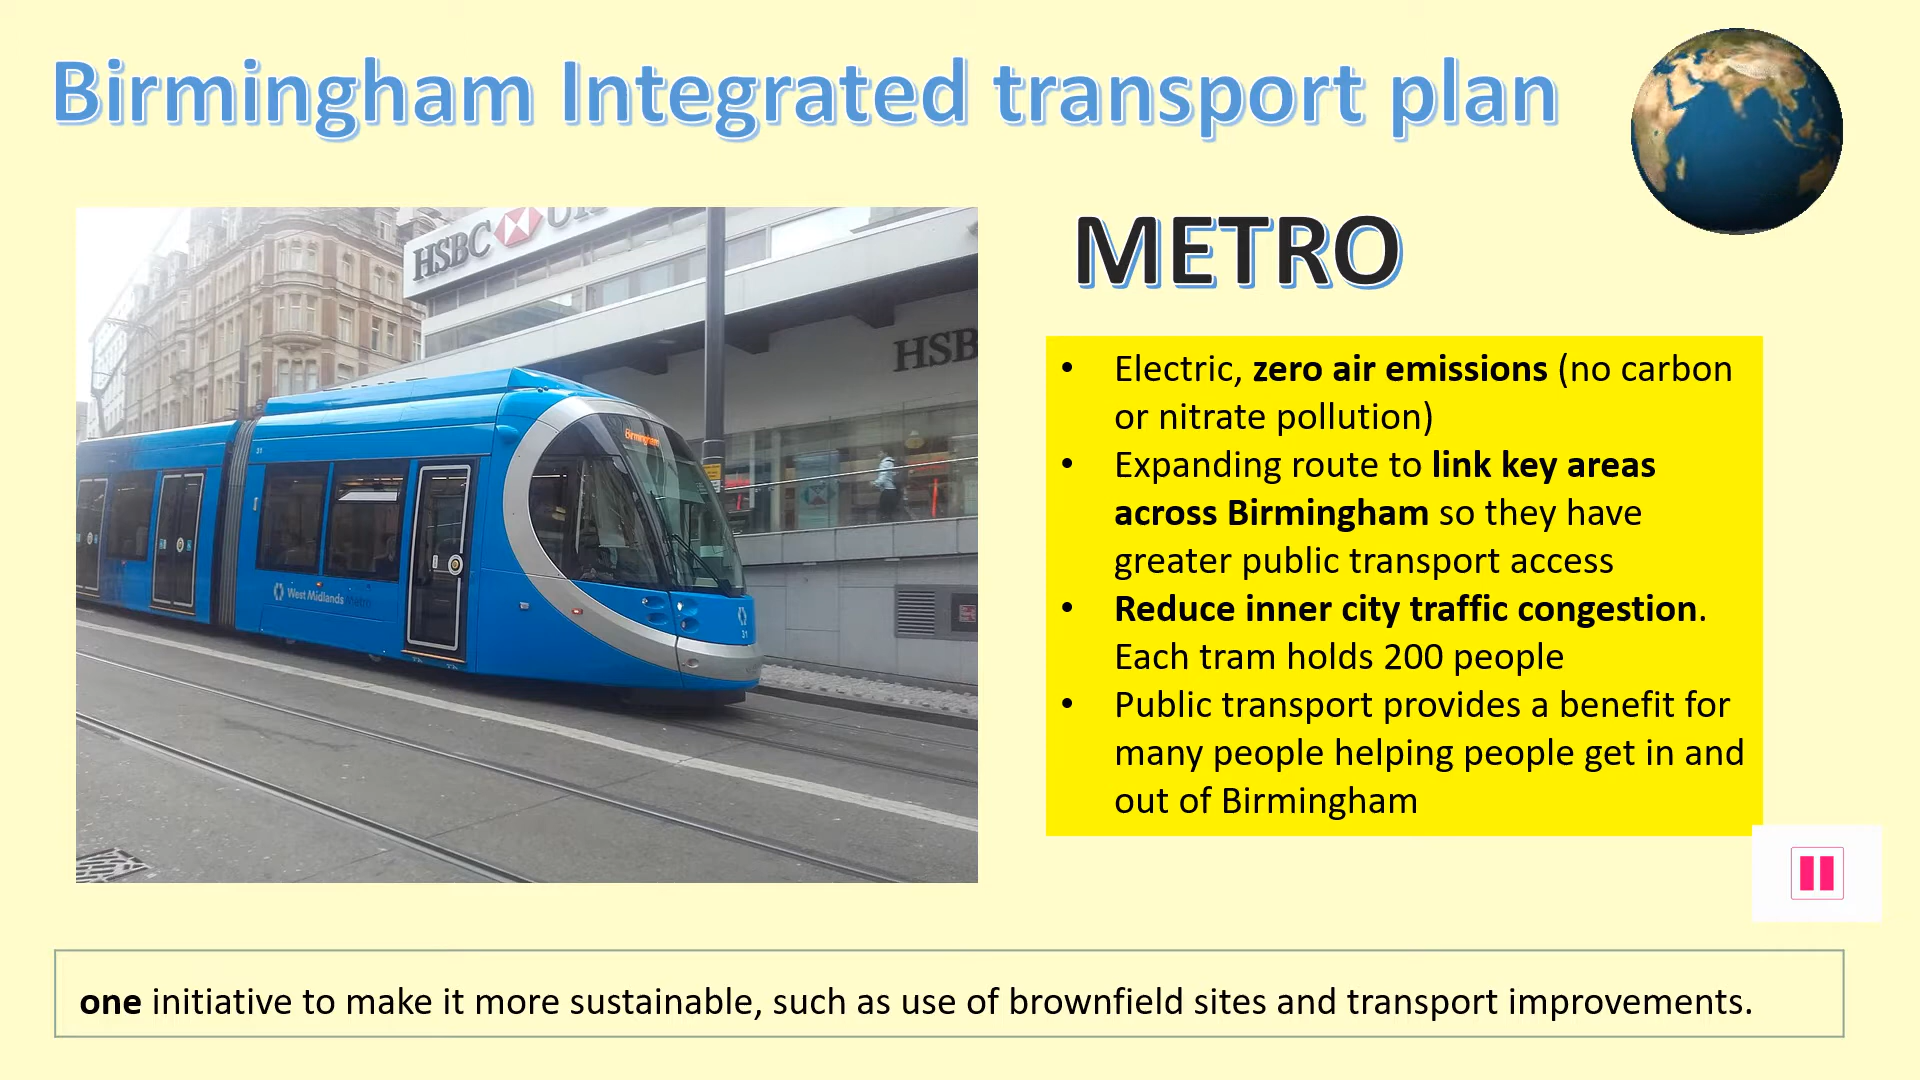 Birmingham Integrated transport plan
METRO
HSBC
HSB
Birmingham
31
West Midlands Metro
31
• Electric, zero air emissions (no carbon
or nitrate pollution)
• Expanding route to link key areas
across Birmingham so they have
greater public transport access
• Reduce inner city traffic congestion.
Each tram holds 200 people
• Public transport provides a benefit for
many people helping people get in and
out of Birmingham
one initiative to make it more sustainable, such as use of brownfield sites and transport improvements.